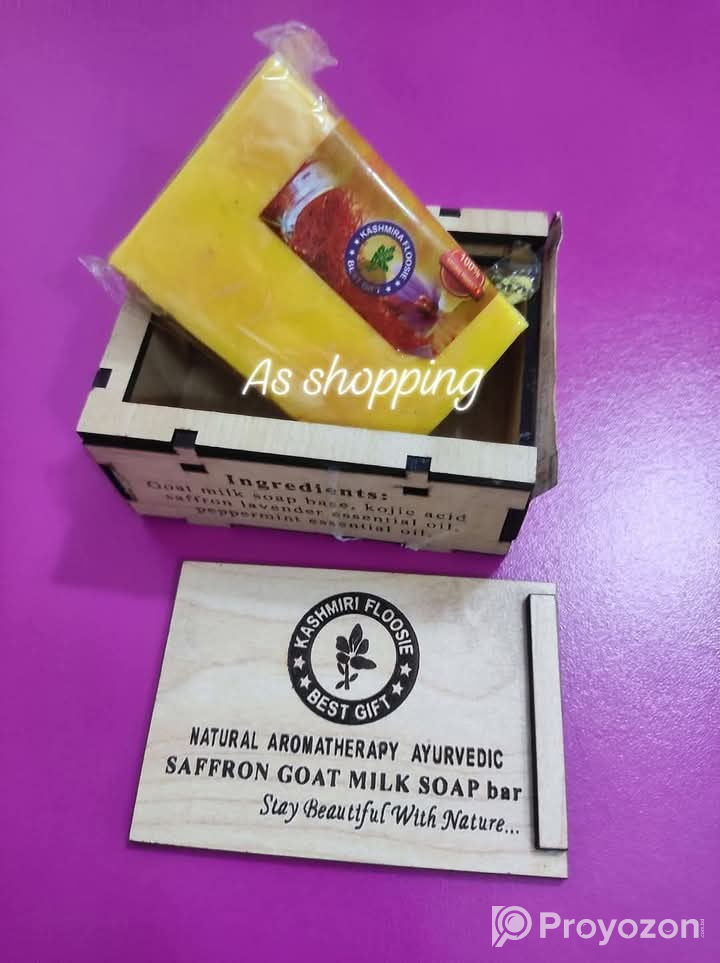 KASHMIRA FLOOSIE
100%
As shopping
Ingredients:
Goat milk soap base, kojic acid
saffron lavender essential oil.
peppermint essential oil.
KASHMIRI FLOOSIE
BEST GIFT
NATURAL AROMATHERAPY AYURVEDIC
SAFFRON GOAT MILK SOAP bar
Stay Beautiful With Nature...
Proyozon